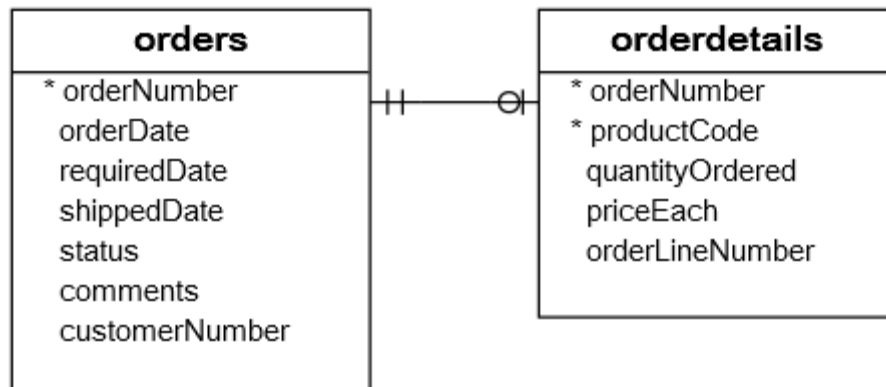 orders
* orderNumber
orderDate
requiredDate
shippedDate
status
comments
customerNumber
orderdetails
* orderNumber
* productCode
quantityOrdered
priceEach
orderLineNumber